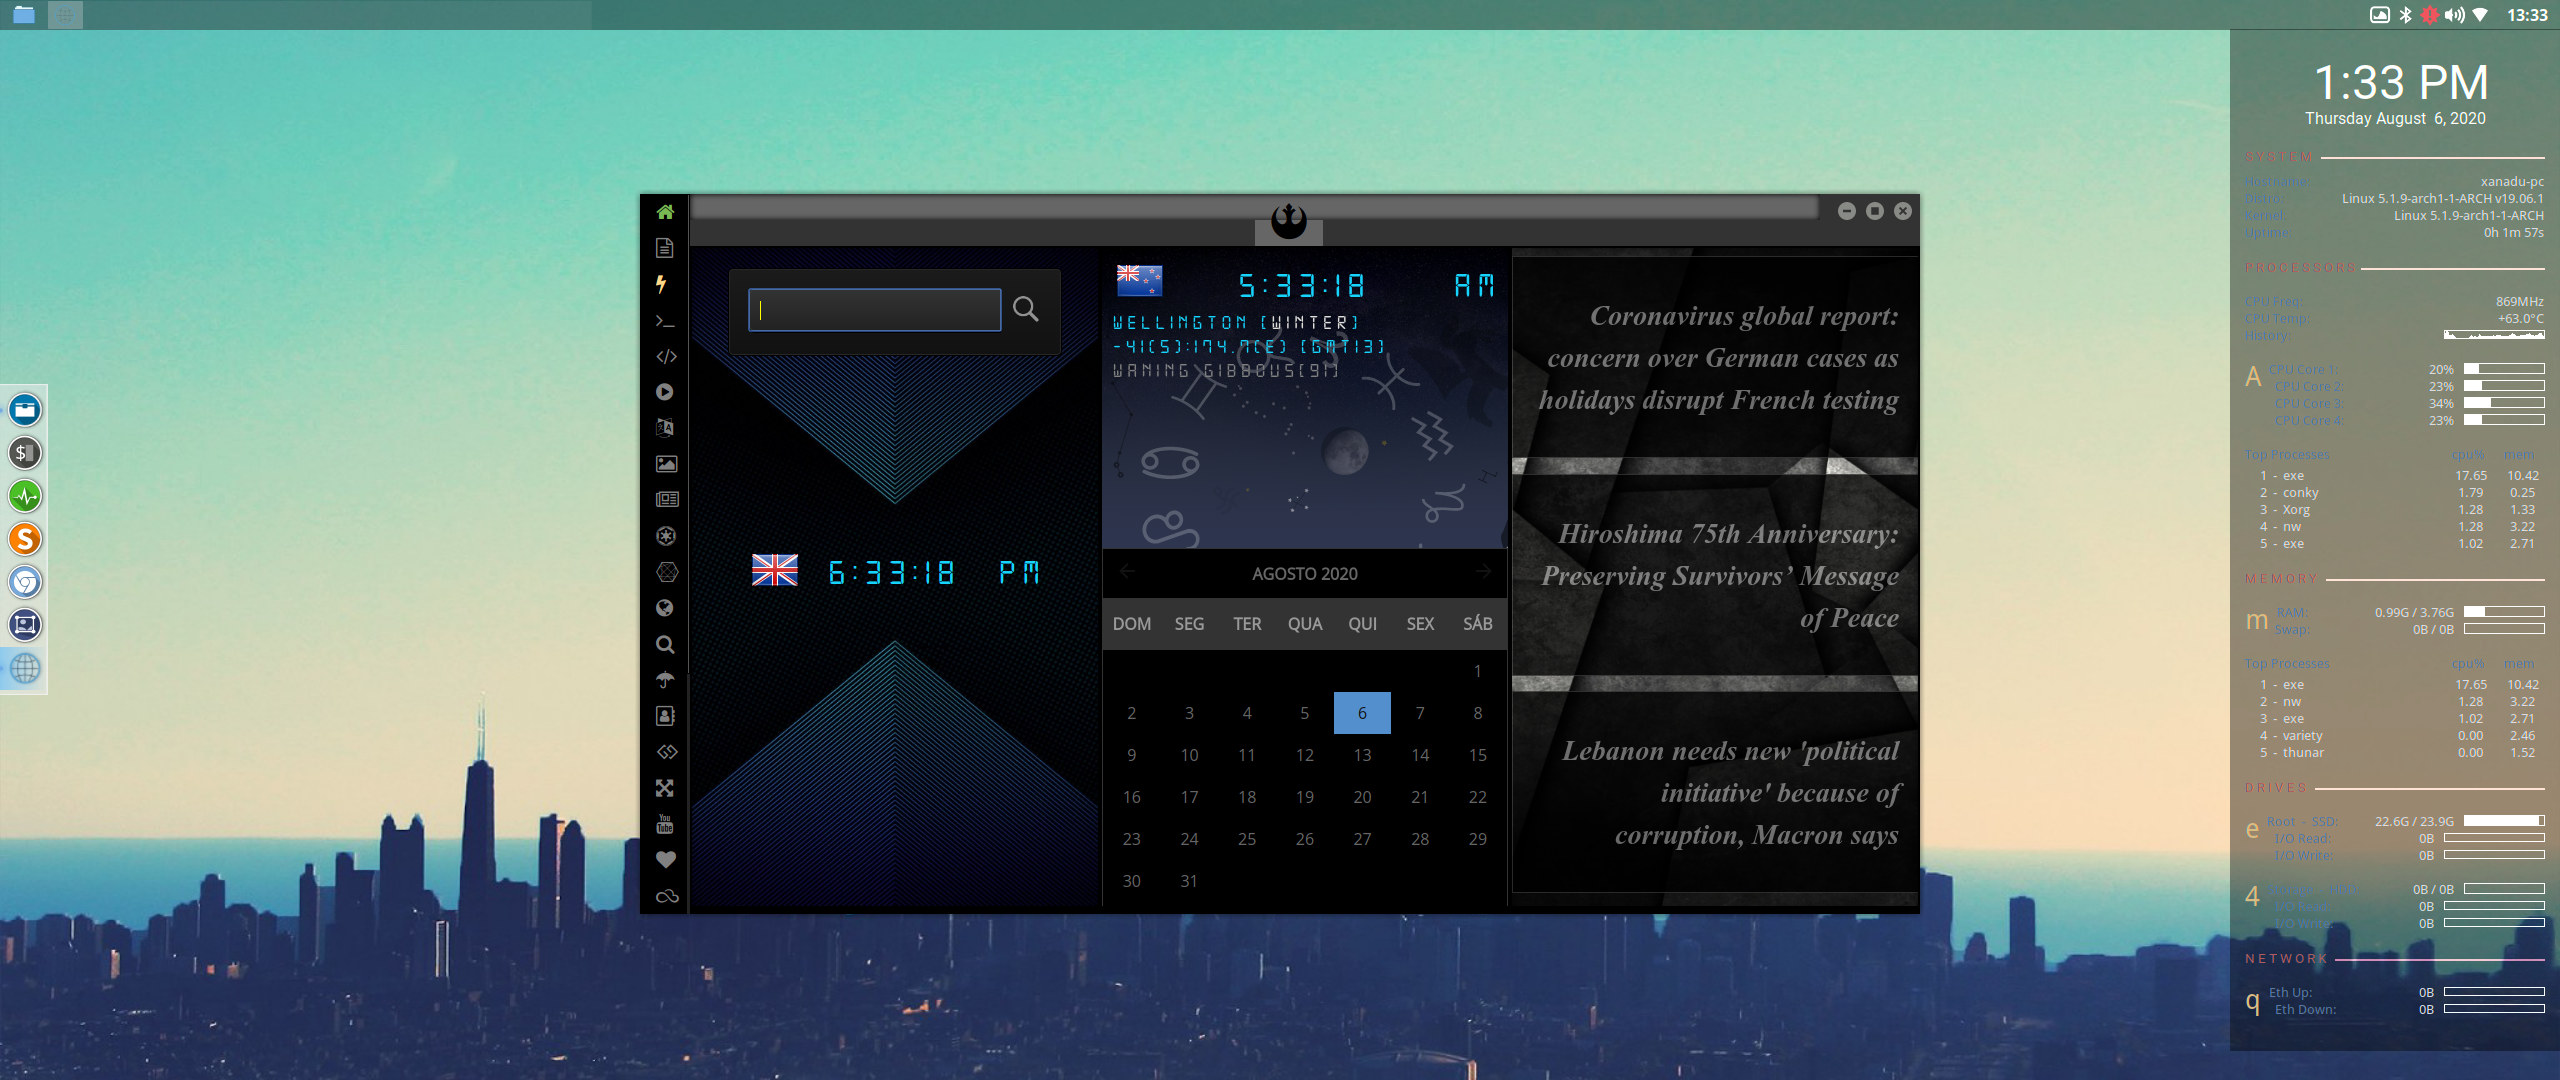 13:33
1:33 PM
Thursday August 6, 2020
SYSTEM
Hostname: xanadu-pc
Distro: Linux 5.1.9-arch1-1-ARCH v19.06.1
Kernel: Linux 5.1.9-arch1-1-ARCH
Uptime: 0h 1m 57s
PROCESSORS
CPU Freq: 869MHz
CPU Temp: +63.0°C
History:
A CPU Core 1: 20%
CPU Core 2: 23%
CPU Core 3: 34%
CPU Core 4: 23%
Top Processes cpu% mem
1 - exe 17.65 10.42
2 - conky 1.79 0.25
3 - Xorg 1.28 1.33
4 - nw 1.28 3.22
5 - exe 1.02 2.71
MEMORY
m RAM: 0.99G / 3.76G
Swap: 0B / 0B
Top Processes cpu% mem
1 - exe 17.65 10.42
2 - nw 1.28 3.22
3 - exe 1.02 2.71
4 - variety 0.00 2.46
5 - thunar 0.00 1.52
DRIVES
e Root - SSD: 22.6G / 23.9G
I/O Read: 0B
I/O Write: 0B
4 0B / 0B
I/O Read: 0B
I/O Write: 0B
NETWORK
q Eth Up: 0B
Eth Down: 0B
6:33:18 PM
5:33:18 AM
WELLINGTON [WINTER]
-41(S):174.7(E) [GMT13]
WANING GIBBOUS[91]
AGOSTO 2020
DOM SEG TER QUA QUI SEX SÁB
1
2 3 4 5 6 7 8
9 10 11 12 13 14 15
16 17 18 19 20 21 22
23 24 25 26 27 28 29
30 31
Coronavirus global report:
concern over German cases as
holidays disrupt French testing
Hiroshima 75th Anniversary:
Preserving Survivors’ Message
of Peace
Lebanon needs new 'political
initiative' because of
corruption, Macron says
You
Tube
$
S